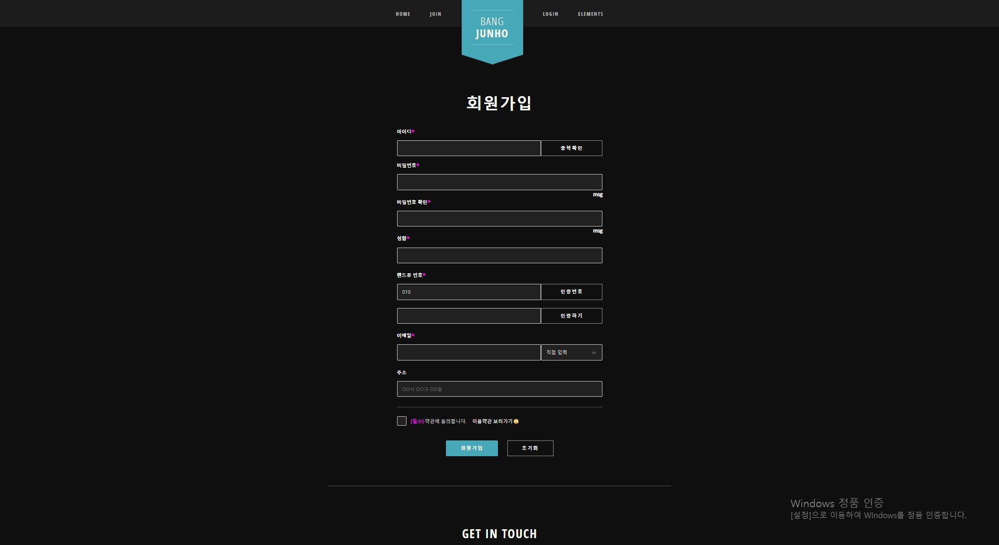 HOME JOIN LOGIN ELEMENTS
BANG
JUNHO
회원가입
아이디*
중복확인
비밀번호*
msg
비밀번호 확인*
msg
성함*
핸드폰 번호*
010 인증번호
인증하기
이메일*
직접 입력
주소
OO시 OO구 OO동
[필수] 약관에 동의합니다. 이용약관 보러가기🙄
회원가입 초기화
Windows 정품 인증
[설정]으로 이동하여 Windows를 정품 인증합니다.
GET IN TOUCH